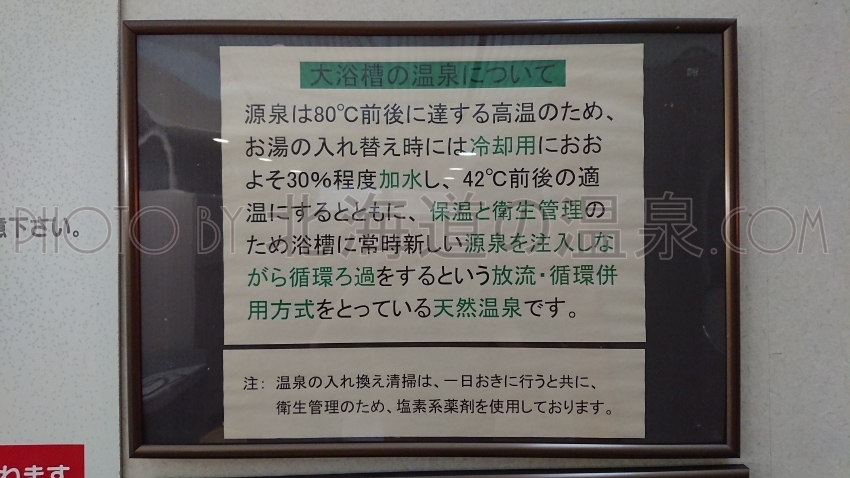 大浴槽の温泉について
源泉は80℃前後に達する高温のため、
お湯の入れ替え時には冷却用におお
よそ30%程度加水し、42℃前後の適
温にするとともに、保温と衛生管理の
ため浴槽に常時新しい源泉を注入しな
がら循環ろ過をするという放流・循環併
用方式をとっている天然温泉です。
注: 温泉の入れ換え清掃は、一日おきに行うと共に、
衛生管理のため、塩素系薬剤を使用しております。
下さい。
れます
PHOTO BY 北海道の温泉.COM